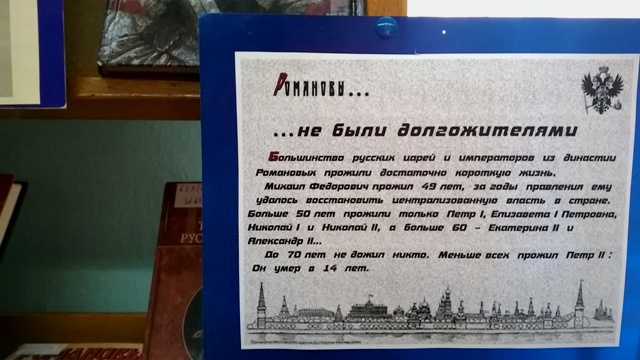 Романовы...
...не были долгожителями
Большинство русских царей и императоров из династии
Романовых прожили достаточно короткую жизнь.
Михаил Федорович прожил 49 лет, за годы правления ему
удалось восстановить централизованную власть в стране.
Больше 50 лет прожили только Петр I, Елизавета I Петровна,
Николай I и Николай II, а больше 60 – Екатерина II и
Александр II...
До 70 лет не дожил никто. Меньше всех прожил Петр II:
Он умер в 14 лет.